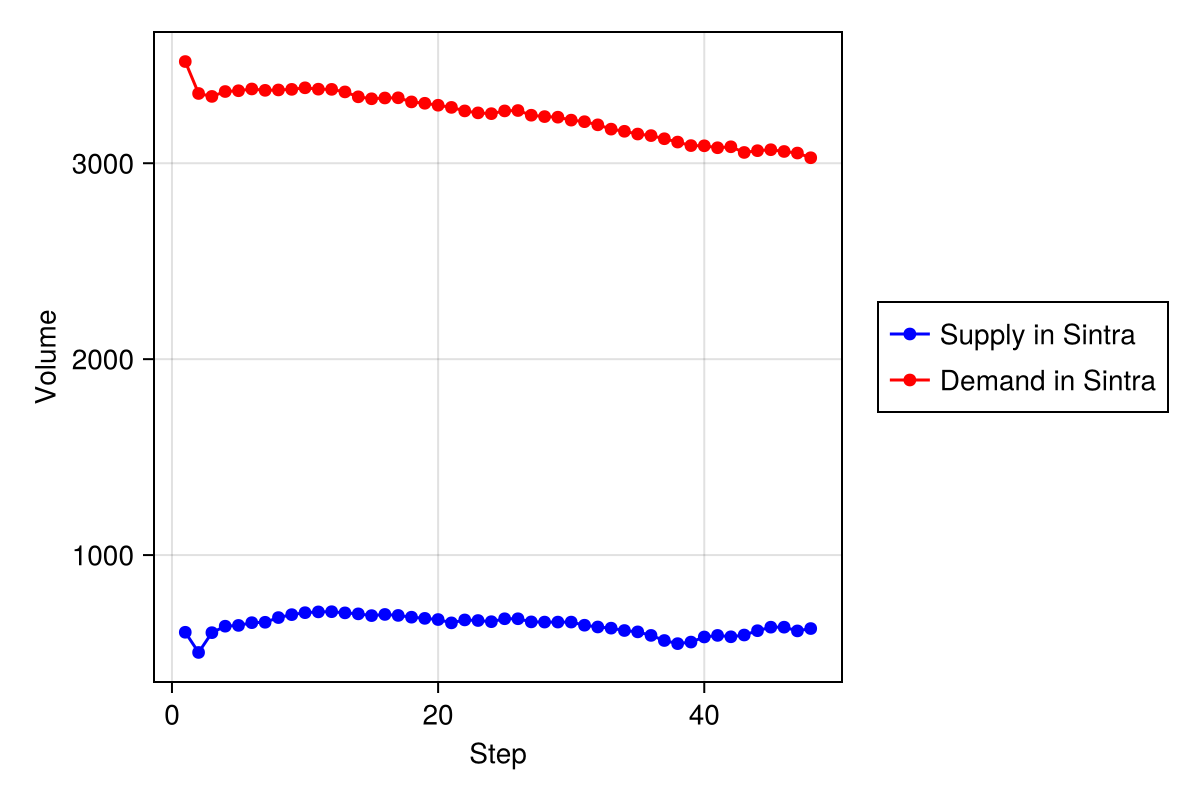 3000
2000
1000
Volume
0 20 40
Step
Supply in Sintra
Demand in Sintra